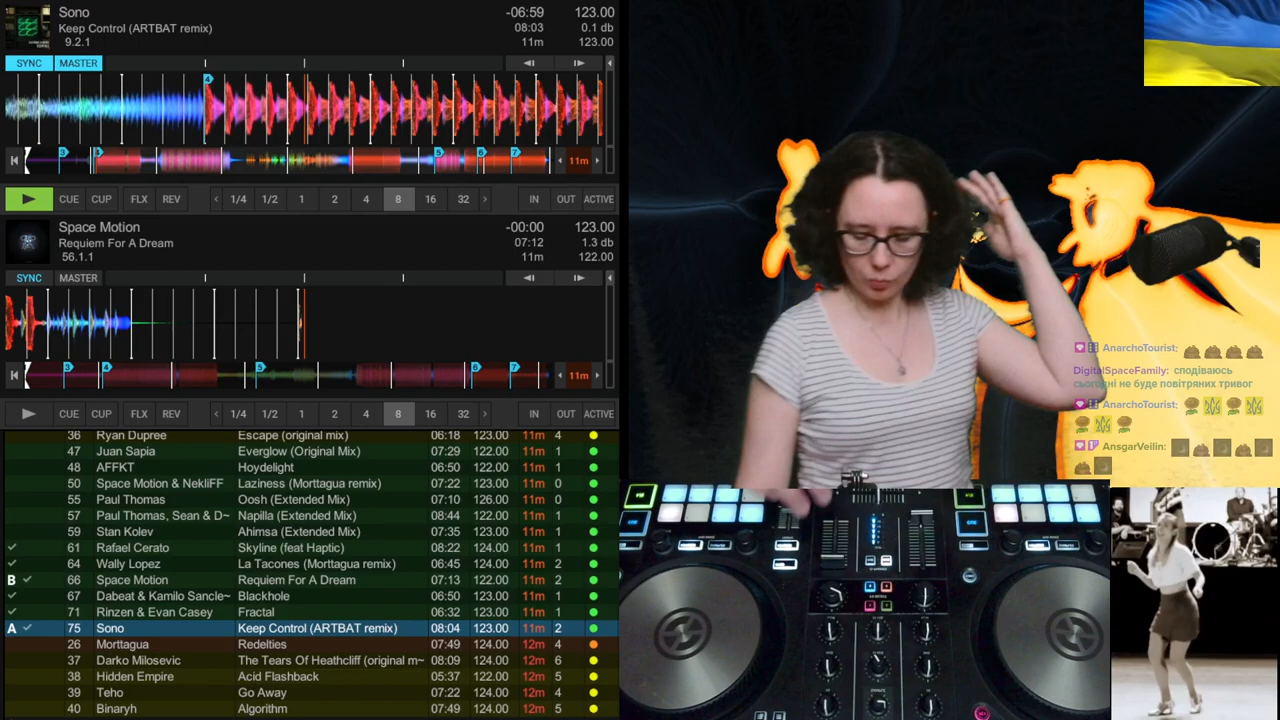 Sono -06:59 123.00
Keep Control (ARTBAT remix) 08:03 0.1 db
9.2.1 11m 123.00
SYNC MASTER
4
3 5 6 7 11m
CUE CUP FLX REV 1/4 1/2 1 2 4 8 16 32 IN OUT ACTIVE
Space Motion -00:00 123.00
Requiem For A Dream 07:12 1.3 db
56.1.1 11m 122.00
SYNC MASTER
3 4 5 6 7 11m
CUE CUP FLX REV 1/4 1/2 1 2 4 8 16 32 IN OUT ACTIVE
36 Ryan Dupree Escape (original mix) 06:18 123.00 11m 4
47 Juan Sapia Everglow (Original Mix) 07:29 122.00 11m 1
48 AFFKT Hoydelight 06:50 122.00 11m 1
50 Space Motion & NekliFF Laziness (Morttagua remix) 07:22 123.00 11m 0
55 Paul Thomas Oosh (Extended Mix) 07:10 126.00 11m 0
57 Paul Thomas, Sean & D~ Napilla (Extended Mix) 08:44 122.00 11m 1
59 Stan Kolev Ahimsa (Extended Mix) 07:35 123.00 11m 1
61 Rafael Cerato Skyline (feat Haptic) 08:22 124.00 11m 1
64 Wally Lopez La Tacones (Morttagua remix) 06:45 124.00 11m 2
B 66 Space Motion Requiem For A Dream 07:13 122.00 11m 2
67 Dabeat & Kamilo Sancle~ Blackhole 06:50 123.00 11m 1
71 Rinzen & Evan Casey Fractal 06:32 123.00 11m 1
A 75 Sono Keep Control (ARTBAT remix) 08:04 123.00 11m 2
26 Morttagua Redelties 07:49 124.00 12m 4
37 Darko Milosevic The Tears Of Heathcliff (original m~ 08:09 124.00 12m 6
38 Hidden Empire Acid Flashback 05:37 122.00 12m 5
39 Teho Go Away 07:22 124.00 12m 4
40 Binaryh Algorithm 07:49 124.00 12m 5
AnarchoTourist:
DigitalSpaceFamily: сподіваюсь
сьогодні не буде повітряних тривог
AnarchoTourist:
AnsgarVeilin: